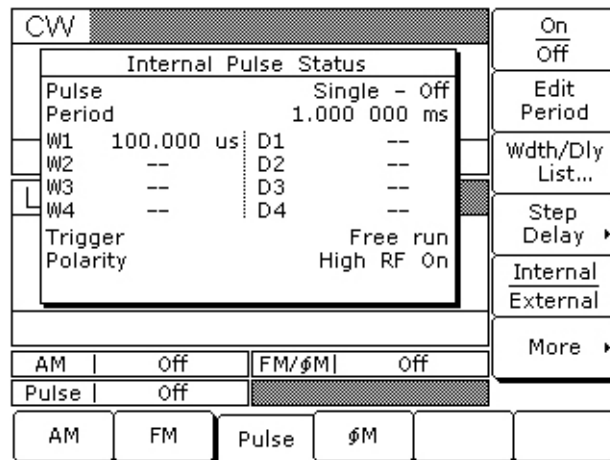 CW
Internal Pulse Status
Pulse Single - Off
Period 1.000 000 ms
W1 100.000 us D1 --
W2 -- D2 --
W3 -- D3 --
W4 -- D4 --
Trigger Free run
Polarity High RF On
L
AM | Off FM/ϕM| Off
Pulse | Off
On
Off
Edit
Period
Wdth/Dly
List...
Step
Delay
Internal
External
More
AM FM Pulse ϕM